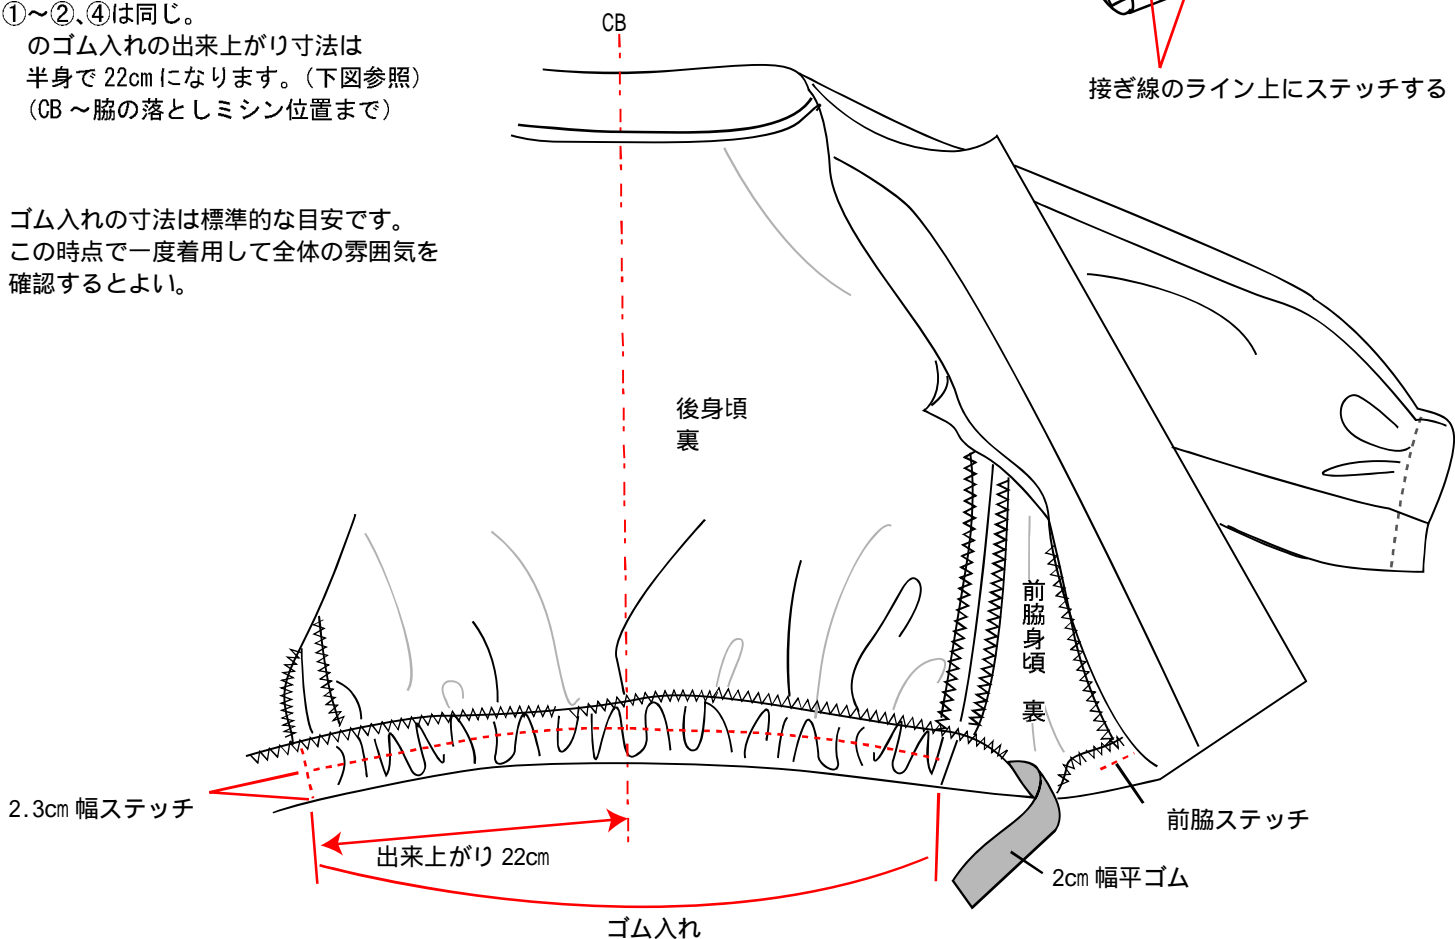 ①～②、④は同じ。
のゴム入れの出来上がり寸法は
半身で 22cm になります。（下図参照）
（CB ～脇の落としミシン位置まで）
ゴム入れの寸法は標準的な目安です。
この時点で一度着用して全体の雰囲気を
確認するとよい。
CB
接ぎ線のライン上にステッチする
後身頃
裏
前脇身頃 裏
2.3cm 幅ステッチ
出来上がり 22cm
ゴム入れ
前脇ステッチ
2cm 幅平ゴム